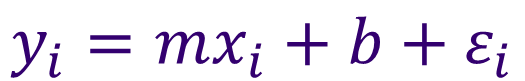 yᵢ = mxᵢ + b + εᵢ